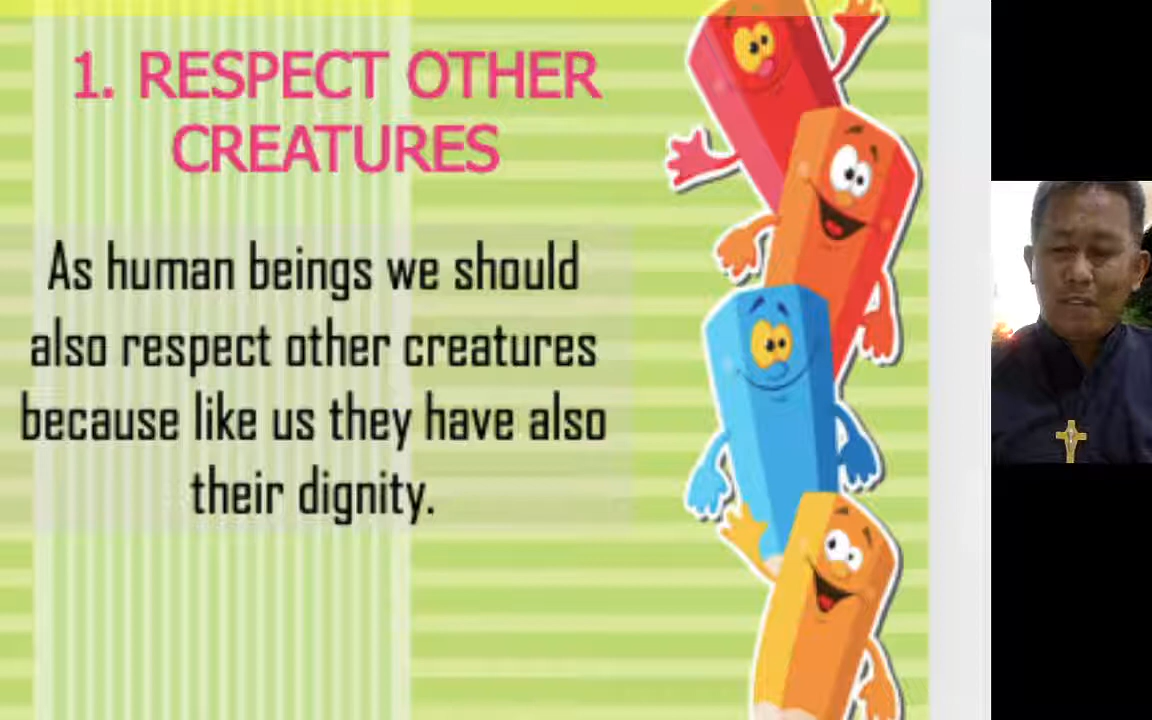 1. RESPECT OTHER
CREATURES
As human beings we should
also respect other creatures
because like us they have also
their dignity.